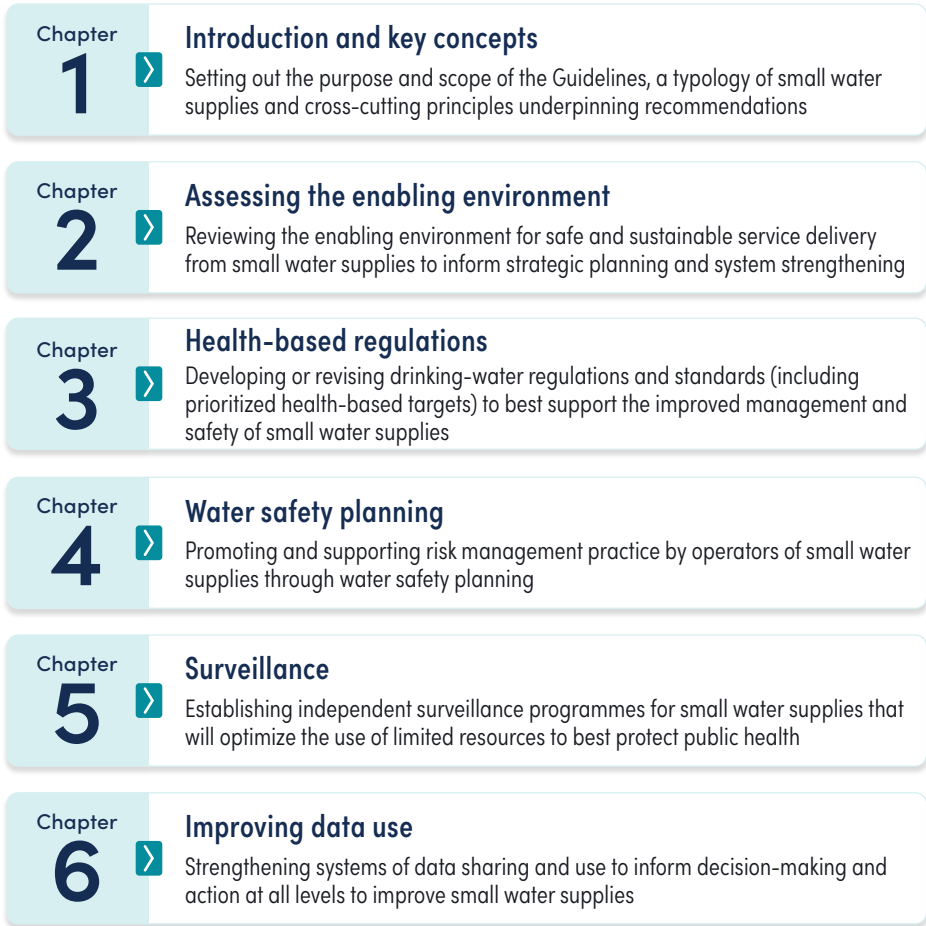 Chapter
1
Introduction and key concepts
Setting out the purpose and scope of the Guidelines, a typology of small water
supplies and cross-cutting principles underpinning recommendations
Chapter
2
Assessing the enabling environment
Reviewing the enabling environment for safe and sustainable service delivery
from small water supplies to inform strategic planning and system strengthening
Chapter
3
Health-based regulations
Developing or revising drinking-water regulations and standards (including
prioritized health-based targets) to best support the improved management and
safety of small water supplies
Chapter
4
Water safety planning
Promoting and supporting risk management practice by operators of small water
supplies through water safety planning
Chapter
5
Surveillance
Establishing independent surveillance programmes for small water supplies that
will optimize the use of limited resources to best protect public health
Chapter
6
Improving data use
Strengthening systems of data sharing and use to inform decision-making and
action at all levels to improve small water supplies